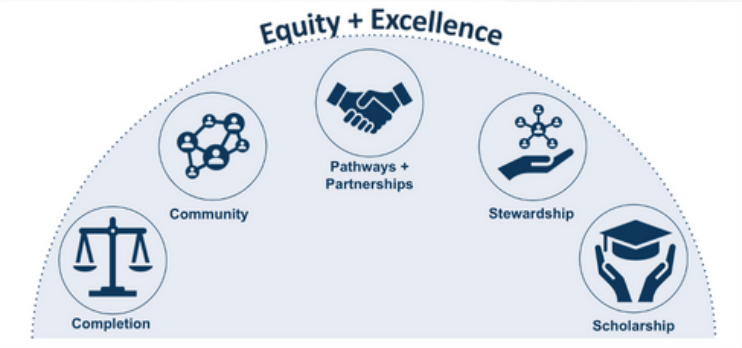 Equity + Excellence
Pathways +
Partnerships
Community
Stewardship
Completion
Scholarship